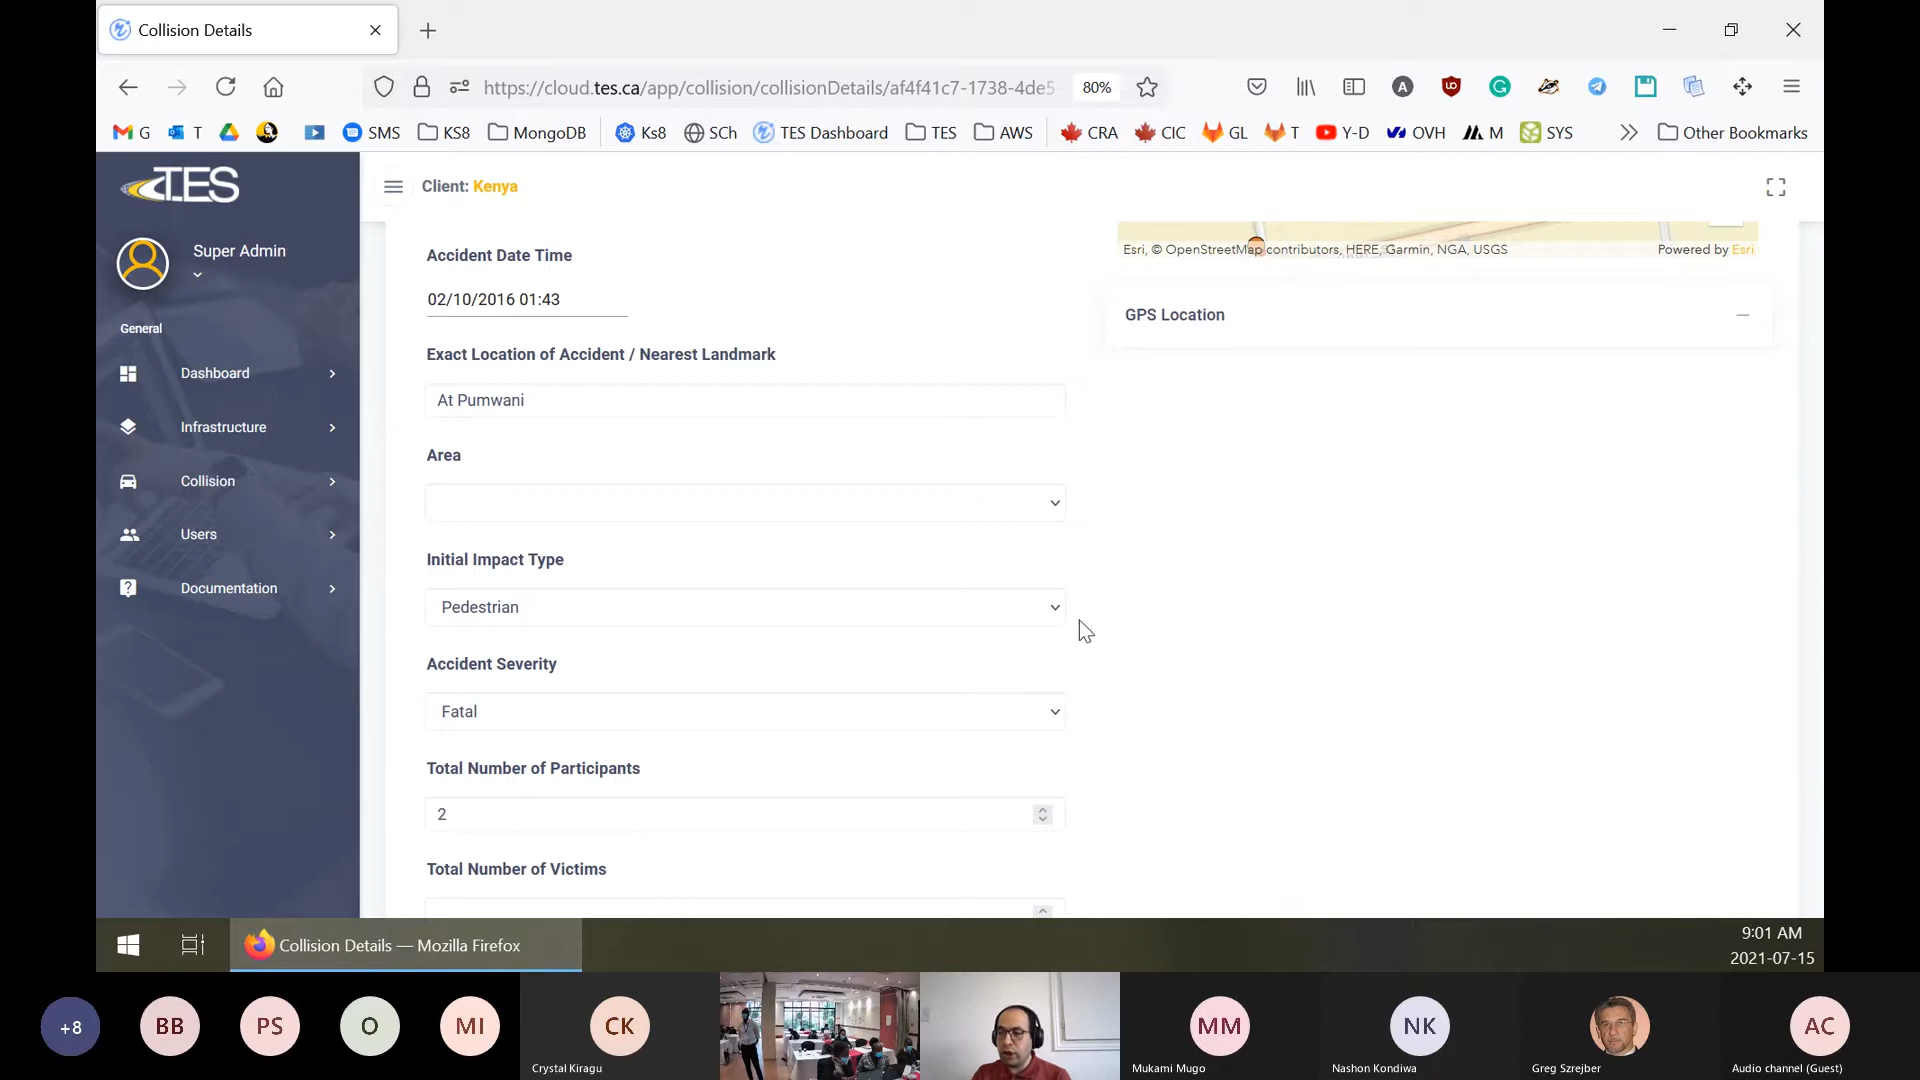 Collision Details
https://cloud.tes.ca/app/collision/collisionDetails/af4f41c7-1738-4de5
80%
G
T
SMS
KS8
MongoDB
Ks8
SCh
TES Dashboard
TES
AWS
CRA
CIC
GL
T
Y-D
OVH
M
SYS
Other Bookmarks
TES
Client: Kenya
Super Admin
General
Dashboard
Infrastructure
Collision
Users
Documentation
Accident Date Time
02/10/2016 01:43
Exact Location of Accident / Nearest Landmark
At Pumwani
Area
Initial Impact Type
Pedestrian
Accident Severity
Fatal
Total Number of Participants
2
Total Number of Victims
Esri, © OpenStreetMap contributors, HERE, Garmin, NGA, USGS
Powered by Esri
GPS Location
Collision Details — Mozilla Firefox
9:01 AM
2021-07-15
+8
BB
PS
O
MI
CK
Crystal Kiragu
MM
Mukami Mugo
NK
Nashon Kondiwa
Greg Szrejber
AC
Audio channel (Guest)